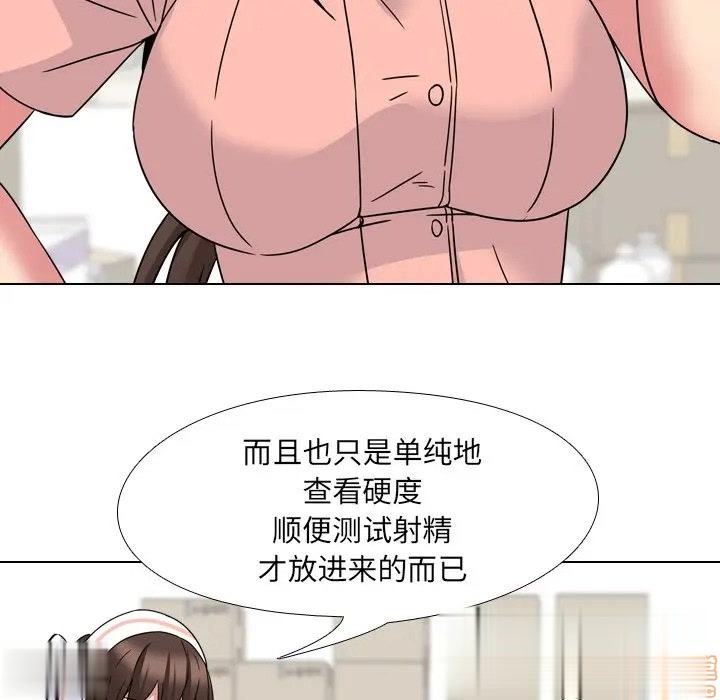 而且也只是单纯地
查看硬度
顺便测试射精
才放进来的而已